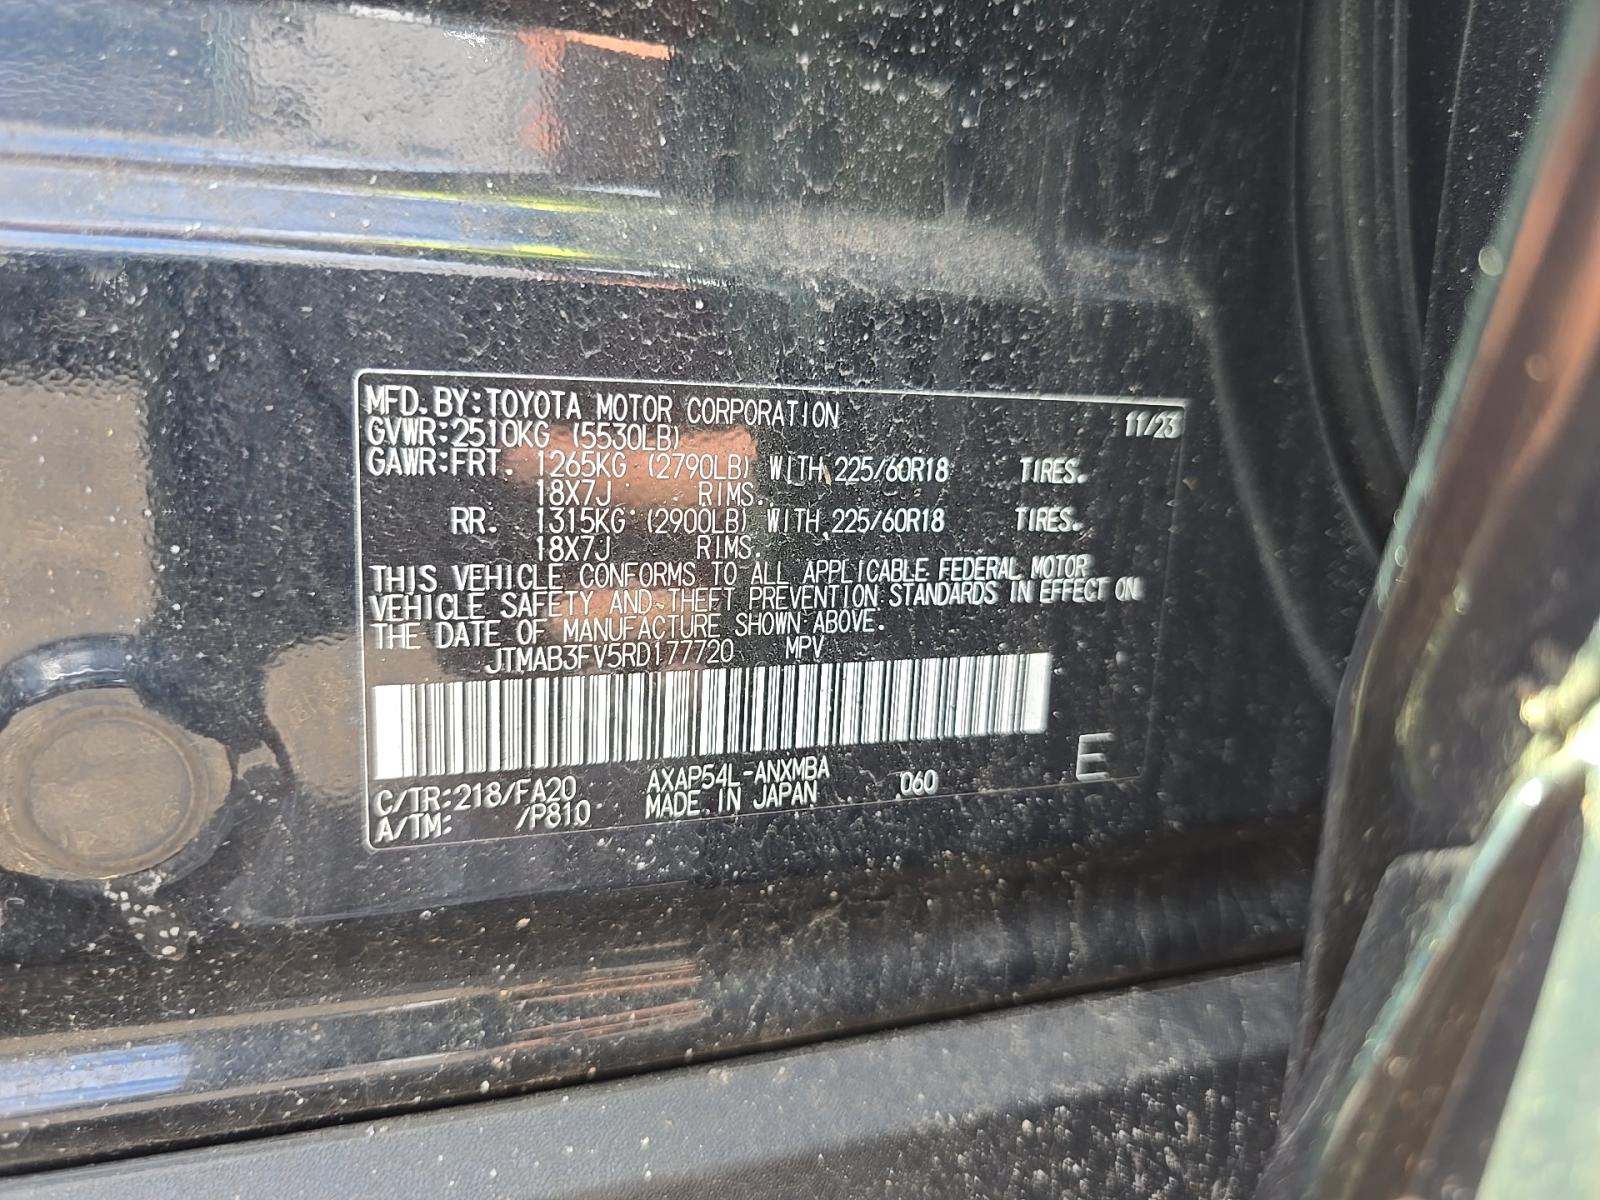 MFD. BY: TOYOTA MOTOR CORPORATION 11/23
GVWR: 2510KG (5530LB)
GAWR: FRT. 1265KG (2790LB) WITH 225/60R18 TIRES.
18X7J RIMS.
RR. 1315KG (2900LB) WITH 225/60R18 TIRES.
18X7J RIMS.
THIS VEHICLE CONFORMS TO ALL APPLICABLE FEDERAL MOTOR
VEHICLE SAFETY AND THEFT PREVENTION STANDARDS IN EFFECT ON
THE DATE OF MANUFACTURE SHOWN ABOVE.
JTMAB3FV5RD177720 MPV
C/TR: 218/FA20 AXAP54L-ANXMBA 060 E
A/TM: /P810 MADE IN JAPAN